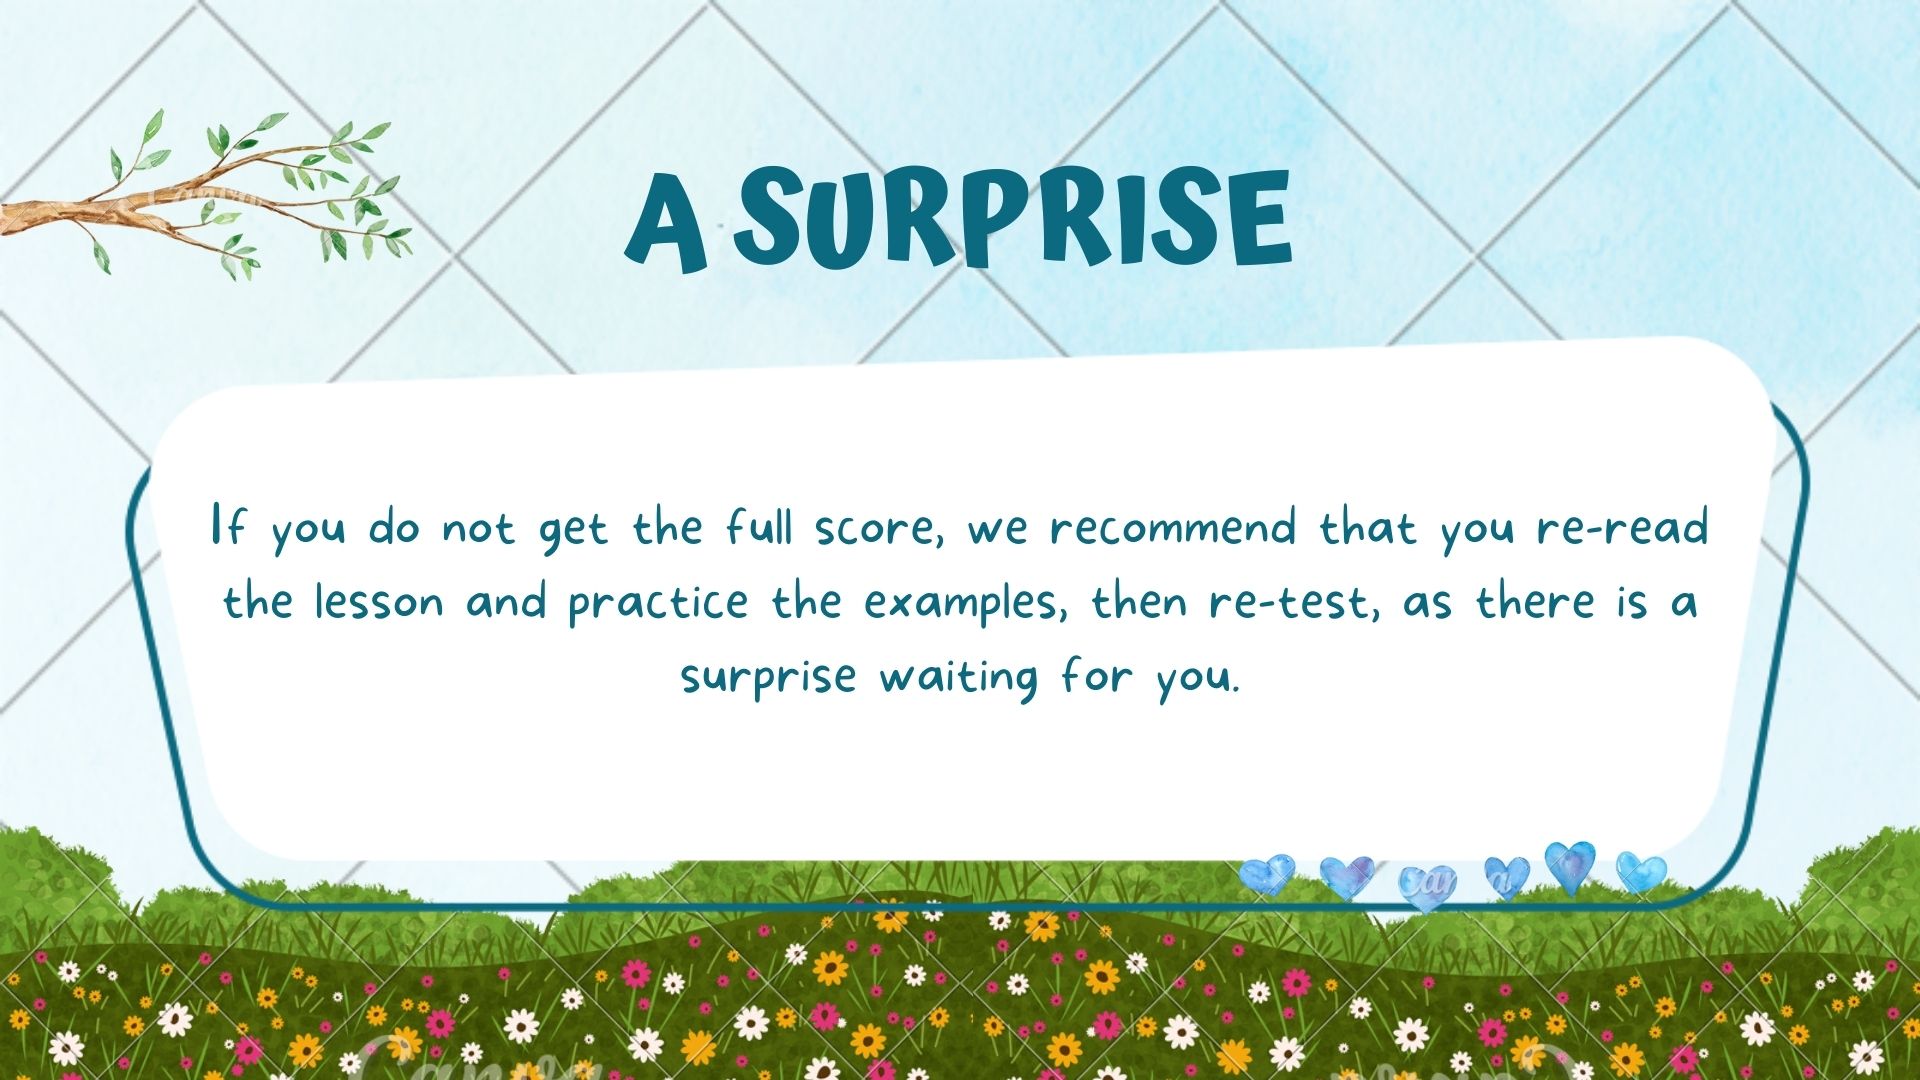 A SURPRISE
If you do not get the full score, we recommend that you re-read
the lesson and practice the examples, then re-test, as there is a
surprise waiting for you.
Canva